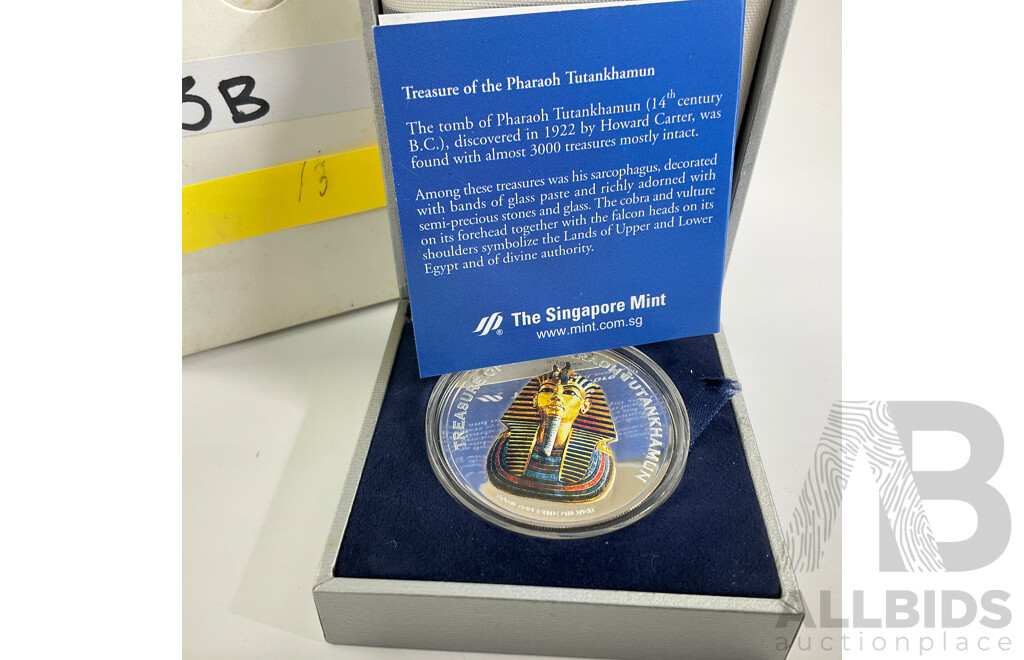 3B
13
Treasure of the Pharaoh Tutankhamun
The tomb of Pharaoh Tutankhamun (14th century
B.C.), discovered in 1922 by Howard Carter, was
found with almost 3000 treasures mostly intact.
Among these treasures was his sarcophagus, decorated
with bands of glass paste and richly adorned with
semi-precious stones and glass. The cobra and vulture
on its forehead together with the falcon heads on its
shoulders symbolize the Lands of Upper and Lower
Egypt and of divine authority.
The Singapore Mint
www.mint.com.sg
TREASURE OF PHARAOH TUTANKHAMUN
AB
ALLBIDS
auctionplace